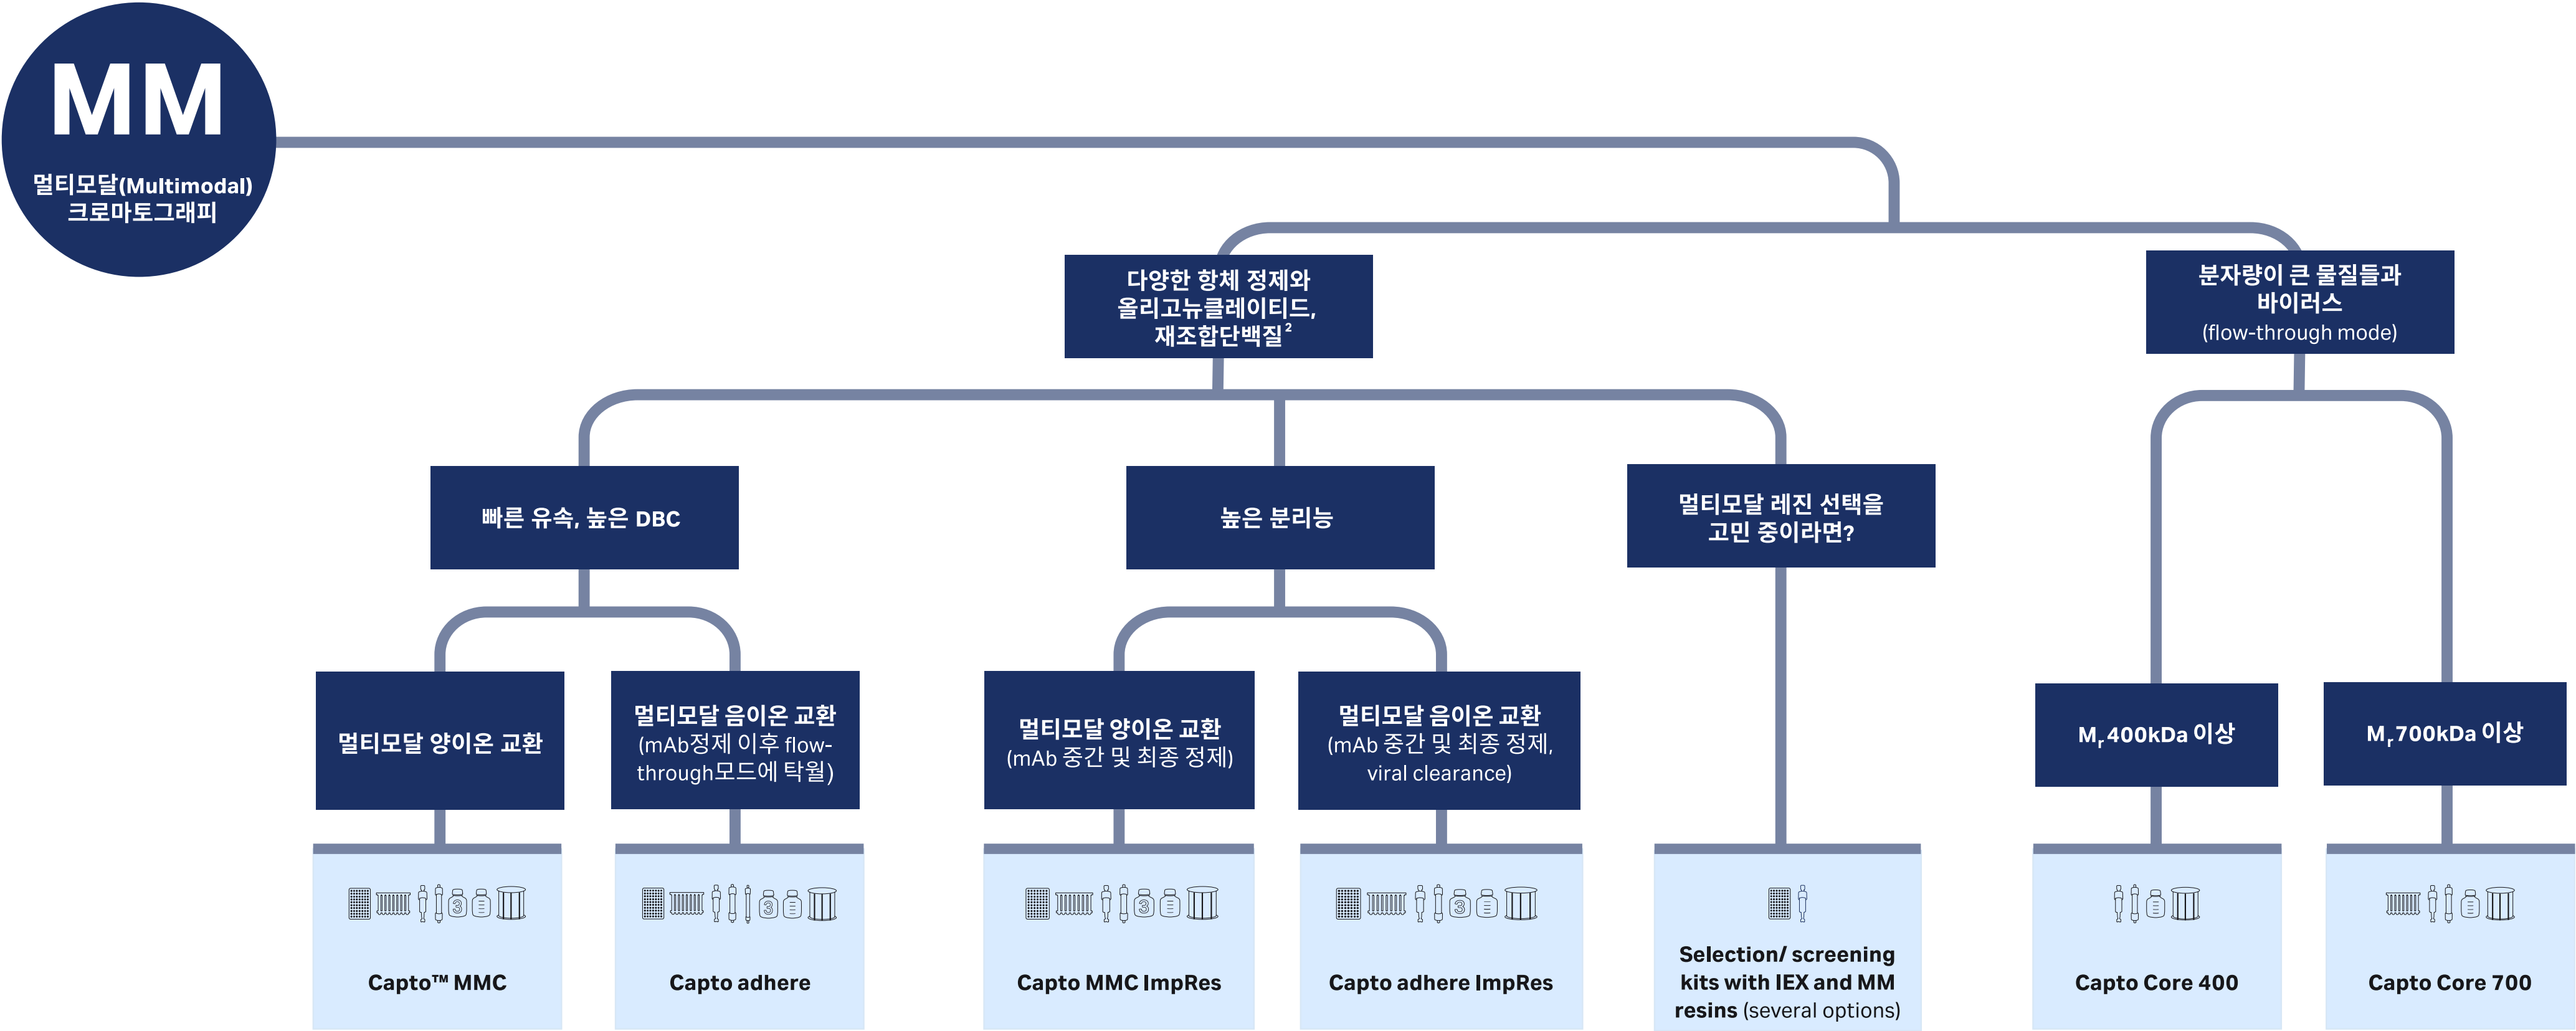 MM
멀티모달(Multimodal)
크로마토그래피
다양한 항체 정제와
올리고뉴클레이티드,
재조합단백질²
분자량이 큰 물질들과
바이러스
(flow-through mode)
빠른 유속, 높은 DBC
높은 분리능
멀티모달 레진 선택을
고민 중이라면?
멀티모달 양이온 교환
멀티모달 음이온 교환
(mAb정제 이후 flow-
through모드에 탁월)
멀티모달 양이온 교환
(mAb 중간 및 최종 정제)
멀티모달 음이온 교환
(mAb 중간 및 최종 정제,
viral clearance)
Mr 400kDa 이상
Mr 700kDa 이상
3
3
3
3
Capto™ MMC
Capto adhere
Capto MMC ImpRes
Capto adhere ImpRes
Selection/ screening
kits with IEX and MM
resins (several options)
Capto Core 400
Capto Core 700